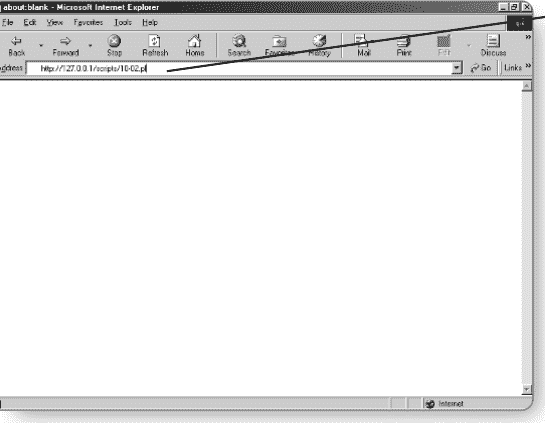 about:blank - Microsoft Internet Explorer
File Edit View Favorites Tools Help
Back Forward Stop Refresh Home Search Favorites History Mail Print Edit Discuss
Address http://127.0.0.1/scripts/10-02.pl Go Links »
Internet